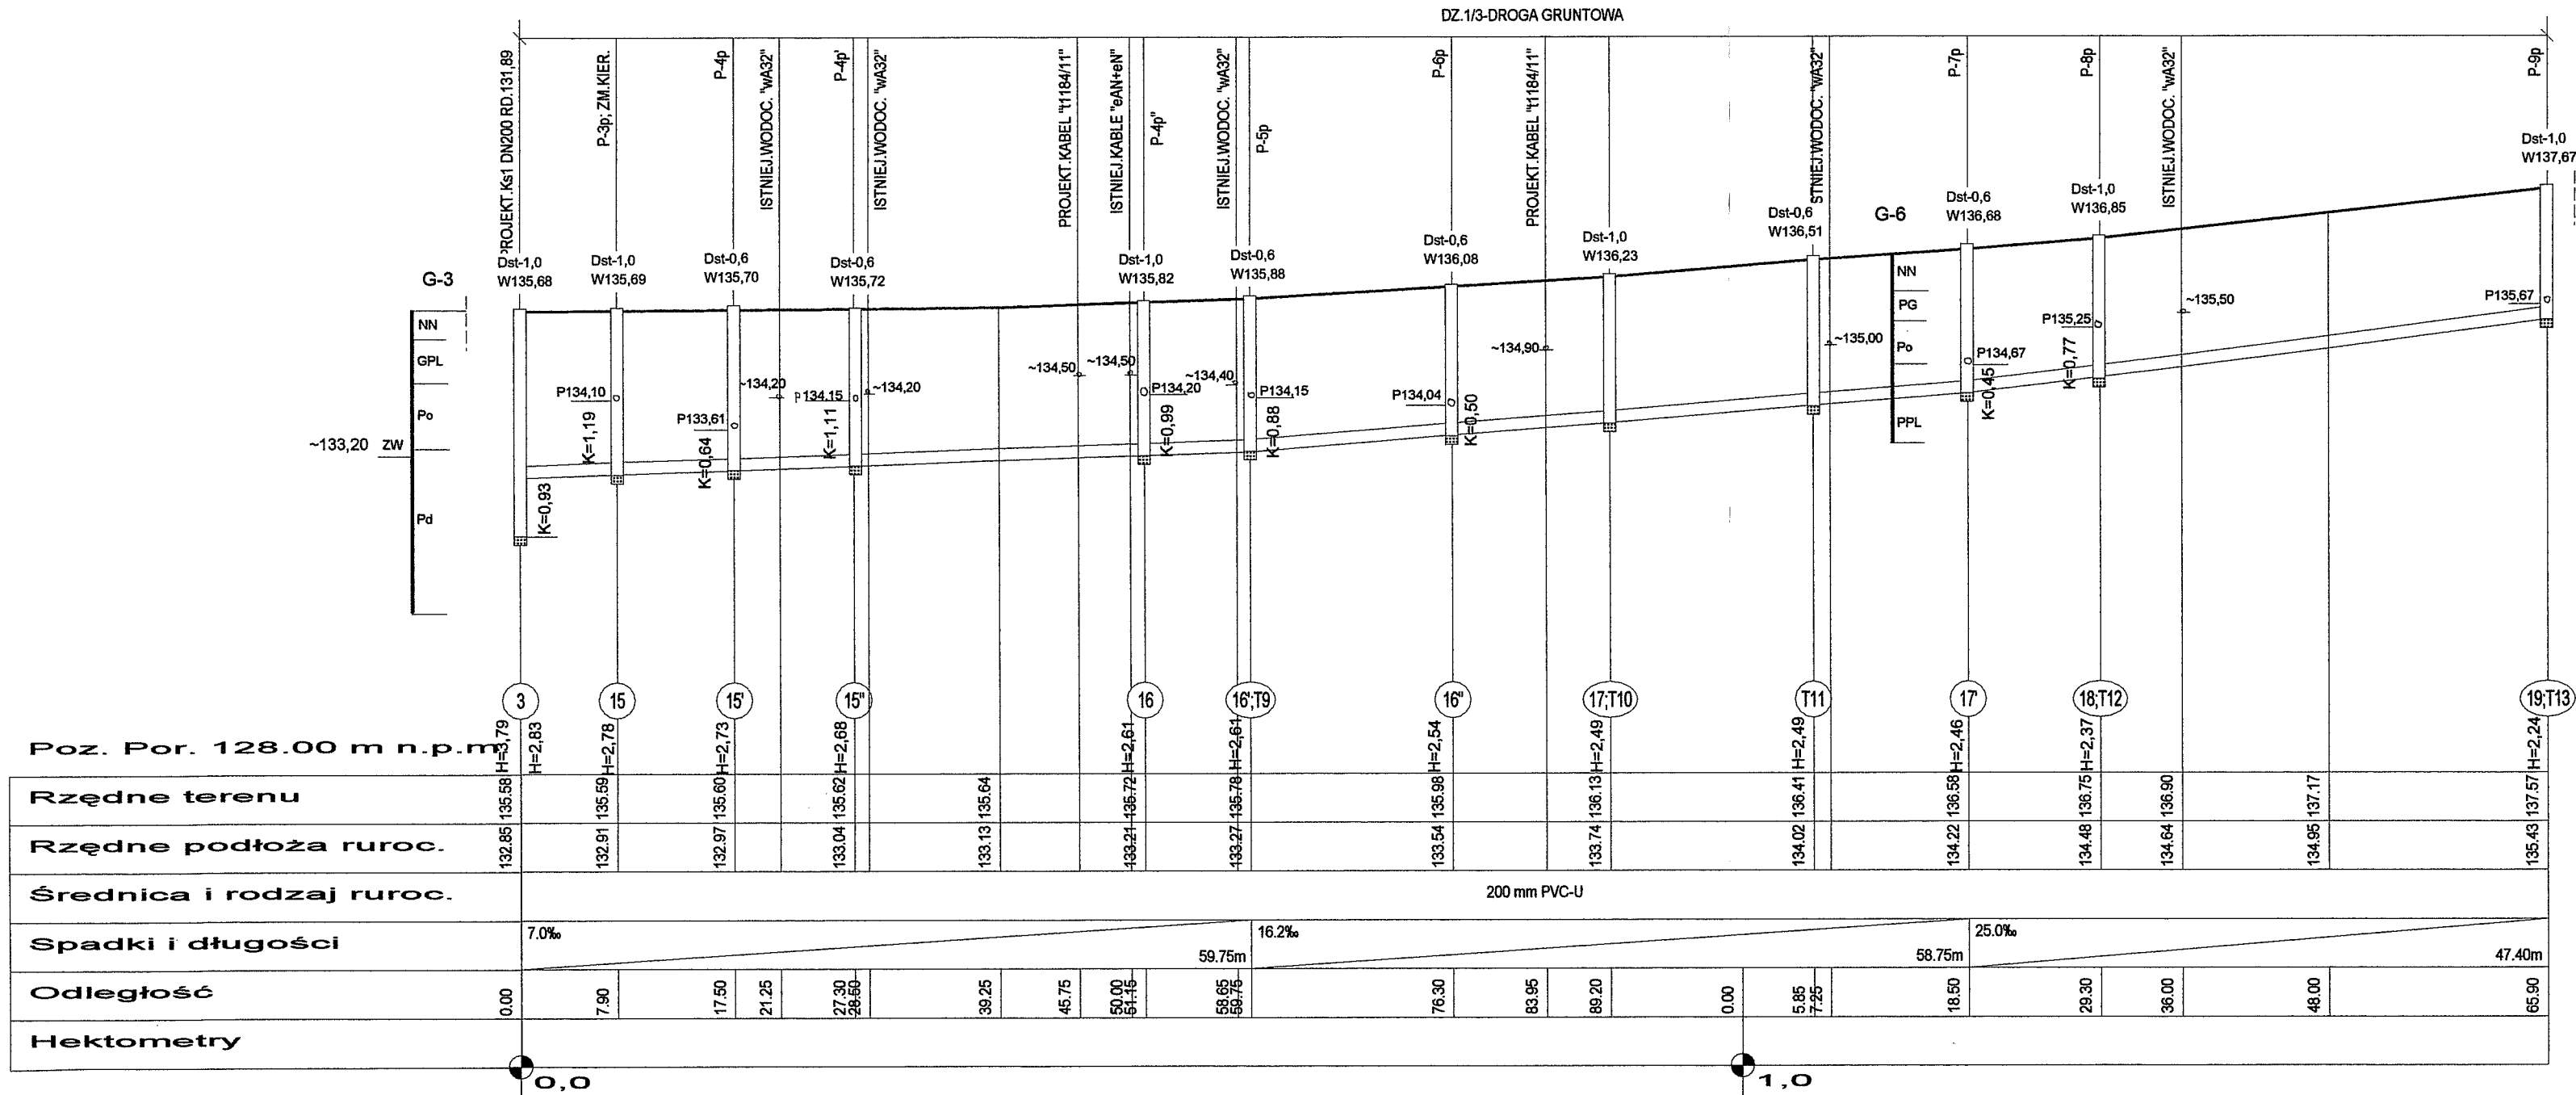 DZ.1/3-DROGA GRUNTOWA
PROJEKT.Ks1 DN200 RD.131,89
P-3p; ZM.KIER.
P-4p
ISTNIEJ.WODOC. "wA32"
P-4p'
ISTNIEJ.WODOC. "wA32"
PROJEKT.KABEL "t1184/11"
ISTNIEJ.KABLE "eAN+eN"
P-4p"
ISTNIEJ.WODOC. "wA32"
P-5p
P-6p
PROJEKT.KABEL "t1184/11"
ISTNIEJ.WODOC. "wA32"
P-7p
P-8p
ISTNIEJ.WODOC. "wA32"
P-9p
Dst-1,0
W135,68
Dst-1,0
W135,69
Dst-0,6
W135,70
Dst-0,6
W135,72
Dst-1,0
W135,82
Dst-0,6
W135,88
Dst-0,6
W136,08
Dst-1,0
W136,23
Dst-0,6
W136,51
Dst-0,6
W136,68
Dst-1,0
W136,85
Dst-1,0
W137,67
G-3
NN
GPL
Po
~133,20 ZW
Pd
G-6
NN
PG
Po
PPL
K=0,93
P134,10
K=1,19
P133,61
K=0,64
~134,20
P134,15
K=1,11
~134,20
~134,50
~134,50
P134,20
K=0,99
~134,40
P134,15
K=0,88
P134,04
K=0,50
~134,90
~135,00
P134,67
K=0,45
P135,25
K=0,77
~135,50
P135,67
3 15 15' 15" 16 16';T9 16" 17;T10 T11 17' 18;T12 19;T13
Poz. Por. 128.00 m n.p.m
H=3,79 H=2,83 H=2,78 H=2,73 H=2,68 H=2,61 H=2,61 H=2,54 H=2,49 H=2,49 H=2,46 H=2,37 H=2,24
Rzędne terenu 135.58 135.59 135.60 135.62 135.64 135.72 135.78 135.98 136.13 136.41 136.58 136.75 136.90 137.17 137.57
Rzędne podłoża ruroc. 132.85 132.91 132.97 133.04 133.13 133.21 133.27 133.54 133.74 134.02 134.22 134.48 134.64 134.95 135.43
Średnica i rodzaj ruroc. 200 mm PVC-U
Spadki i długości 7.0‰ 59.75m 16.2‰ 58.75m 25.0‰ 47.40m
Odległość 0.00 7.90 17.50 21.25 27.30 28.50 39.25 45.75 50.00 51.15 58.65 59.75 76.30 83.95 89.20 0.00 5.85 7.25 18.50 29.30 36.00 48.00 65.90
Hektometry
0,0 1,0